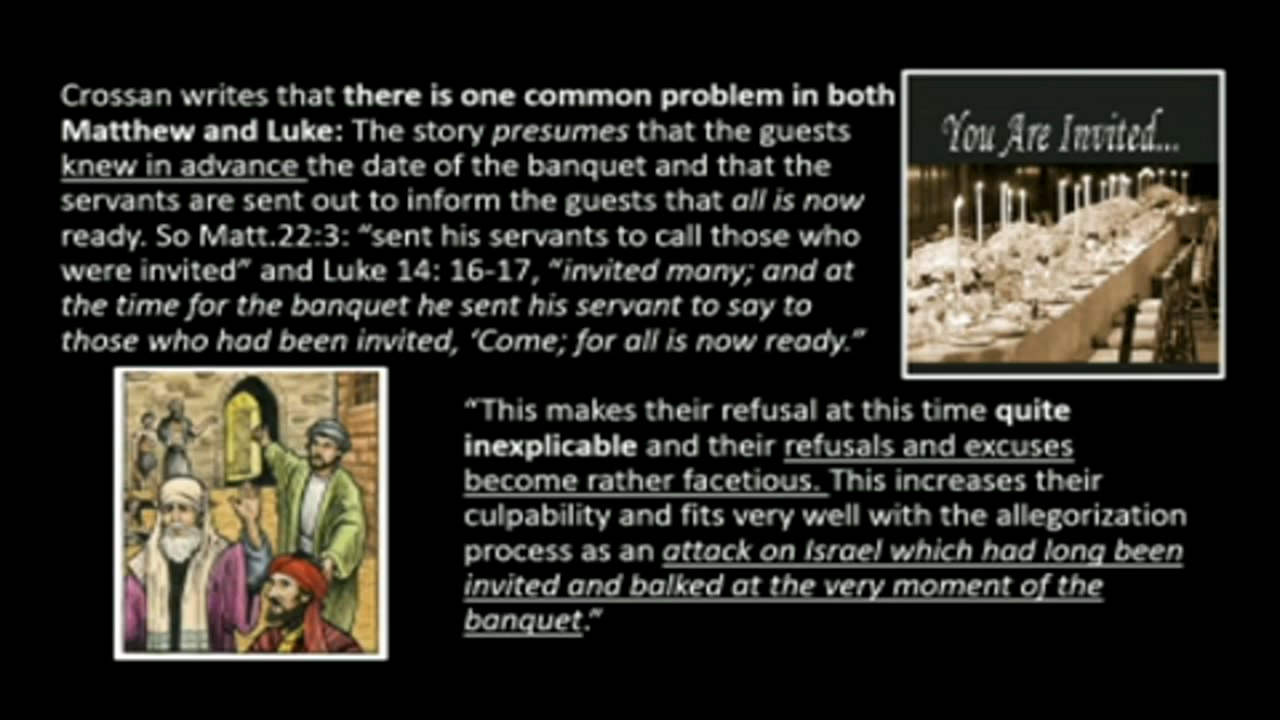 Crossan writes that there is one common problem in both
Matthew and Luke: The story presumes that the guests
knew in advance the date of the banquet and that the
servants are sent out to inform the guests that all is now
ready. So Matt.22:3: “sent his servants to call those who
were invited” and Luke 14: 16-17, “invited many; and at
the time for the banquet he sent his servant to say to
those who had been invited, ‘Come; for all is now ready.”
You Are Invited...
“This makes their refusal at this time quite
inexplicable and their refusals and excuses
become rather facetious. This increases their
culpability and fits very well with the allegorization
process as an attack on Israel which had long been
invited and balked at the very moment of the
banquet.”